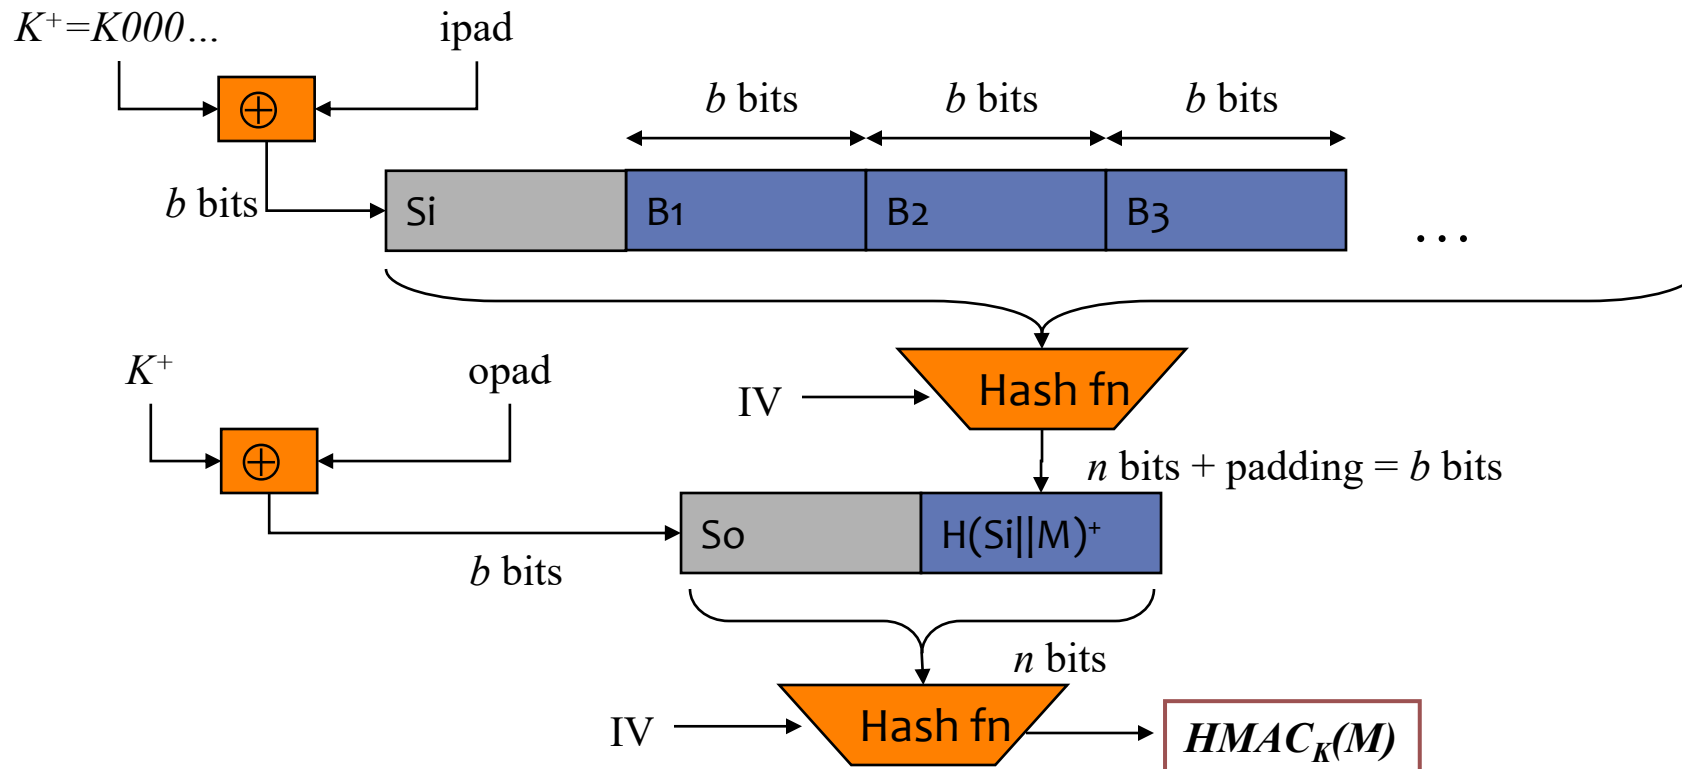 K⁺=K000... ipad
⊕
b bits b bits b bits
b bits
Si B1 B2 B3 ...
K⁺ opad
IV Hash fn
⊕
n bits + padding = b bits
So H(Si||M)⁺
b bits
n bits
IV Hash fn HMAC_K(M)